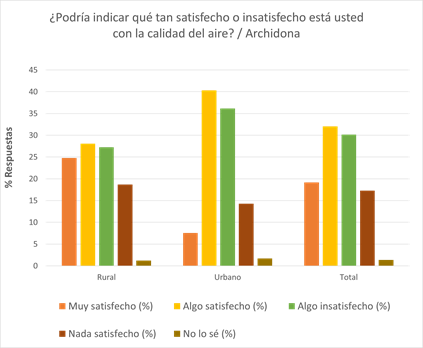 ¿Podría indicar qué tan satisfecho o insatisfecho está usted
con la calidad del aire? / Archidona
% Respuestas
45
40
35
30
25
20
15
10
5
0
Rural
Urbano
Total
Muy satisfecho (%)
Algo satisfecho (%)
Algo insatisfecho (%)
Nada satisfecho (%)
No lo sé (%)